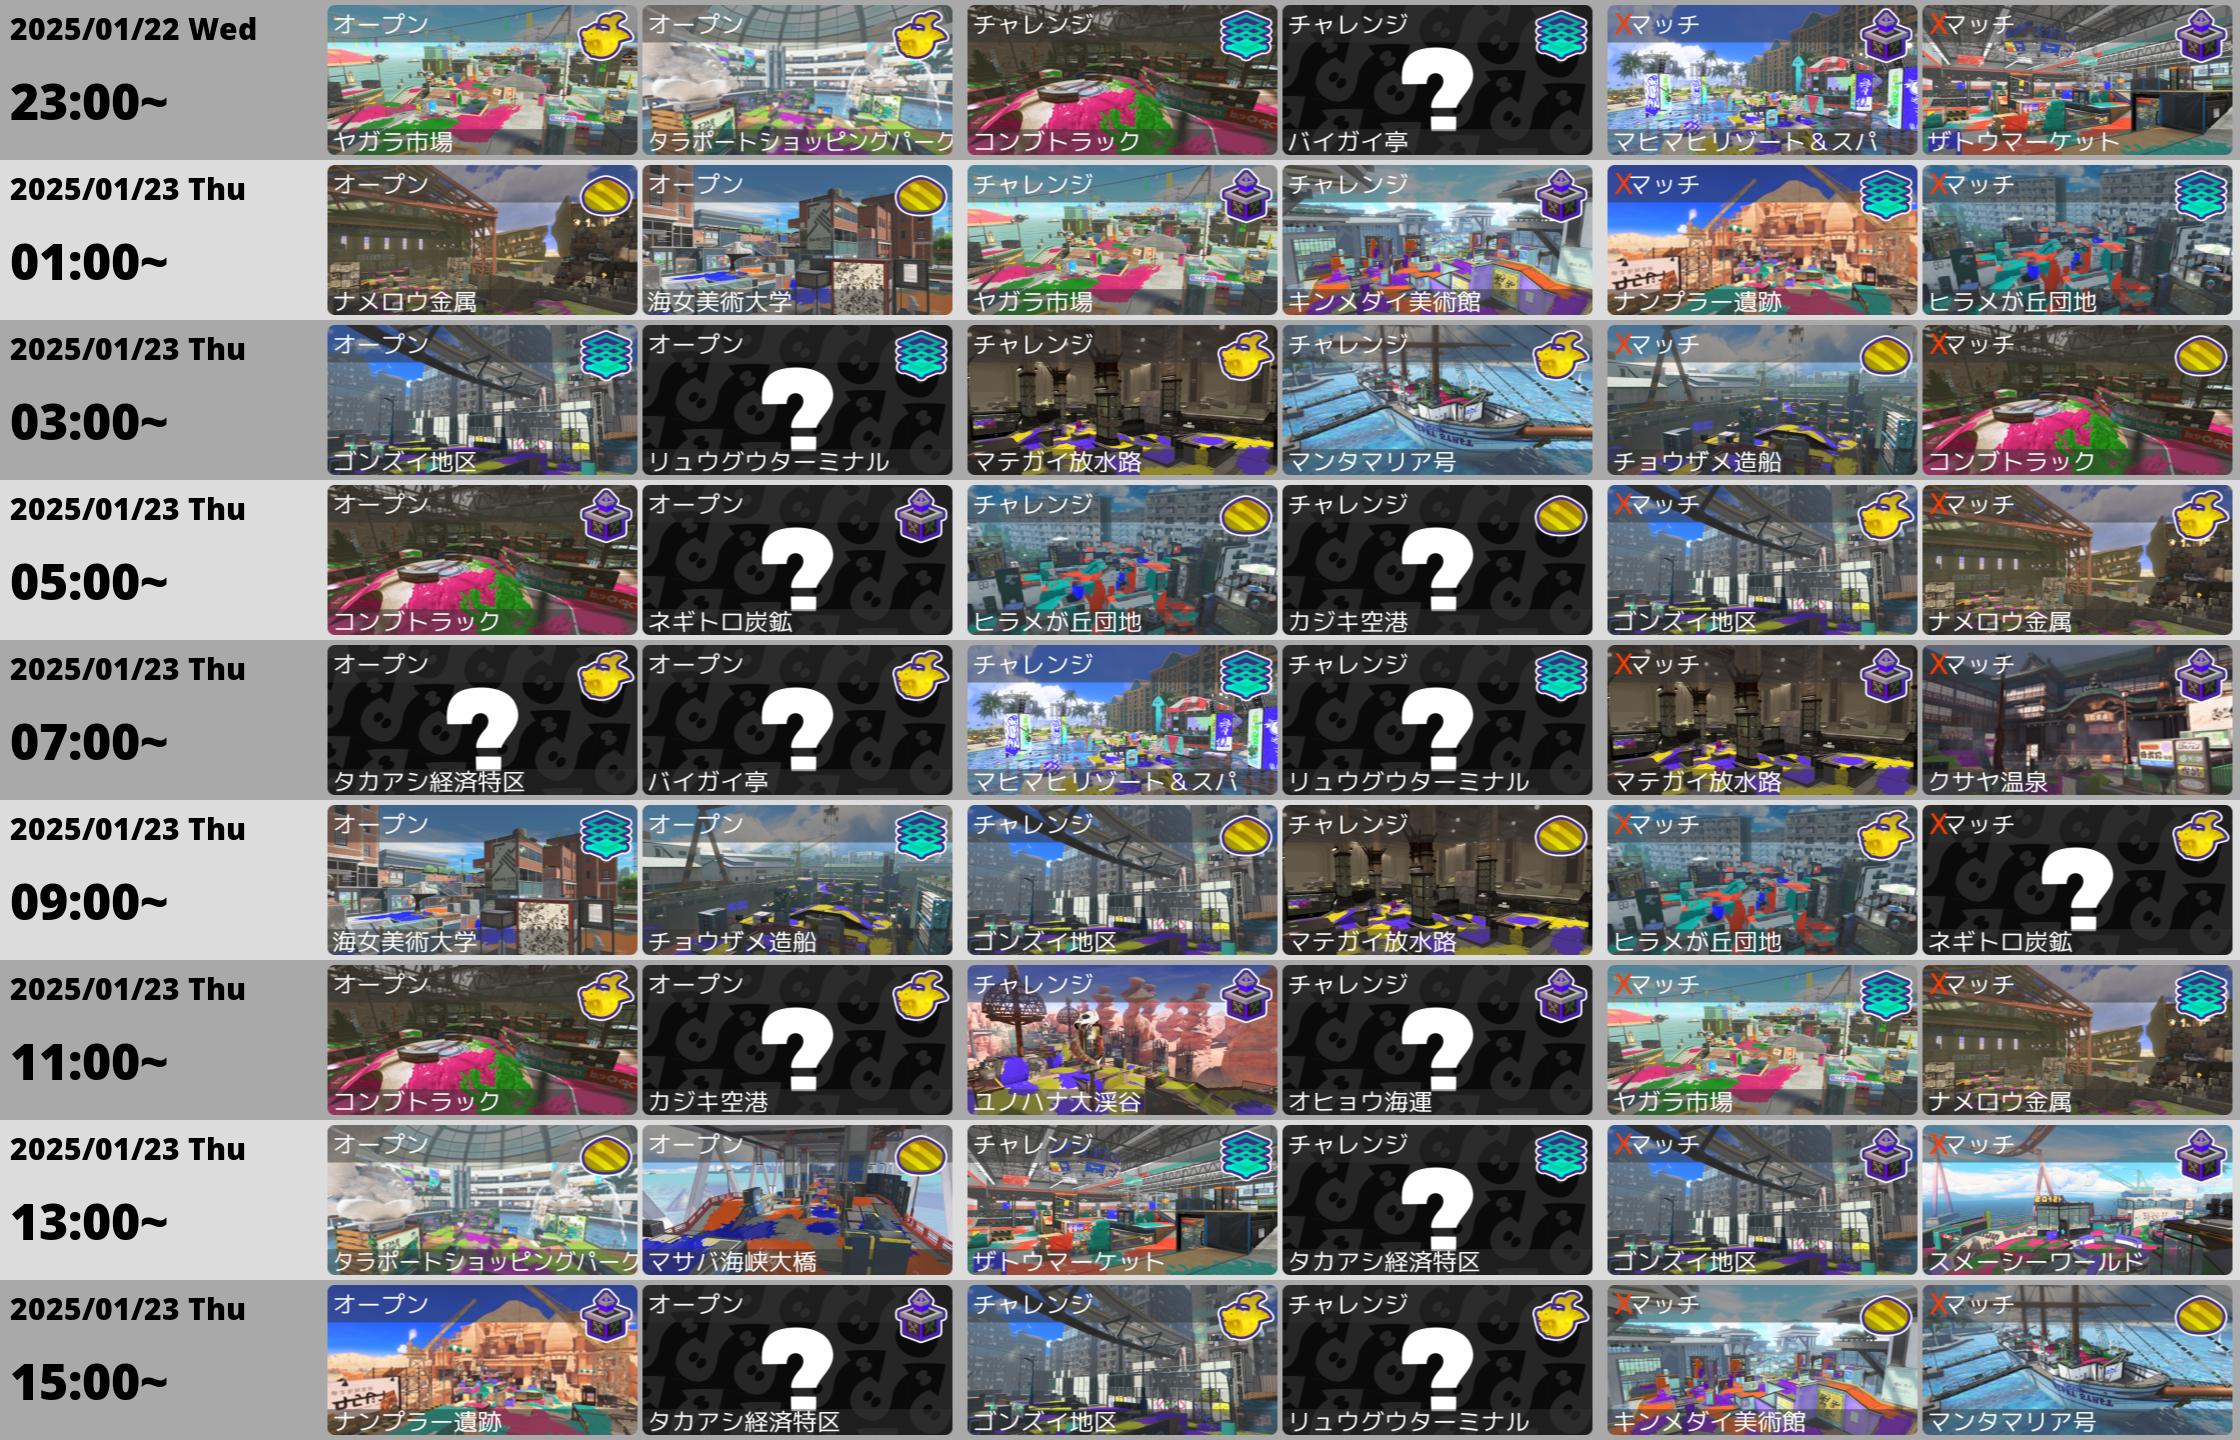 2025/01/22 Wed
23:00~
オープン
ヤガラ市場
オープン
タラポートショッピングパーク
チャレンジ
コンブトラック
チャレンジ
バイガイ亭
Xマッチ
マヒマヒリゾート＆スパ
Xマッチ
ザトウマーケット
2025/01/23 Thu
01:00~
オープン
ナメロウ金属
オープン
海女美術大学
チャレンジ
ヤガラ市場
チャレンジ
キンメダイ美術館
Xマッチ
ナンプラー遺跡
Xマッチ
ヒラメが丘団地
2025/01/23 Thu
03:00~
オープン
ゴンズイ地区
オープン
リュウグウターミナル
チャレンジ
マテガイ放水路
チャレンジ
マンタマリア号
Xマッチ
チョウザメ造船
Xマッチ
コンブトラック
2025/01/23 Thu
05:00~
オープン
コンブトラック
オープン
ネギトロ炭鉱
チャレンジ
ヒラメが丘団地
チャレンジ
カジキ空港
Xマッチ
ゴンズイ地区
Xマッチ
ナメロウ金属
2025/01/23 Thu
07:00~
オープン
タカアシ経済特区
オープン
バイガイ亭
チャレンジ
マヒマヒリゾート＆スパ
チャレンジ
リュウグウターミナル
Xマッチ
マテガイ放水路
Xマッチ
クサヤ温泉
2025/01/23 Thu
09:00~
オープン
海女美術大学
オープン
チョウザメ造船
チャレンジ
ゴンズイ地区
チャレンジ
マテガイ放水路
Xマッチ
ヒラメが丘団地
Xマッチ
ネギトロ炭鉱
2025/01/23 Thu
11:00~
オープン
コンブトラック
オープン
カジキ空港
チャレンジ
ユノハナ大渓谷
チャレンジ
オヒョウ海運
Xマッチ
ヤガラ市場
Xマッチ
ナメロウ金属
2025/01/23 Thu
13:00~
オープン
タラポートショッピングパーク
オープン
マサバ海峡大橋
チャレンジ
ザトウマーケット
チャレンジ
タカアシ経済特区
Xマッチ
ゴンズイ地区
Xマッチ
スメーシーワールド
2025/01/23 Thu
15:00~
オープン
ナンプラー遺跡
オープン
タカアシ経済特区
チャレンジ
ゴンズイ地区
チャレンジ
リュウグウターミナル
Xマッチ
キンメダイ美術館
Xマッチ
マンタマリア号